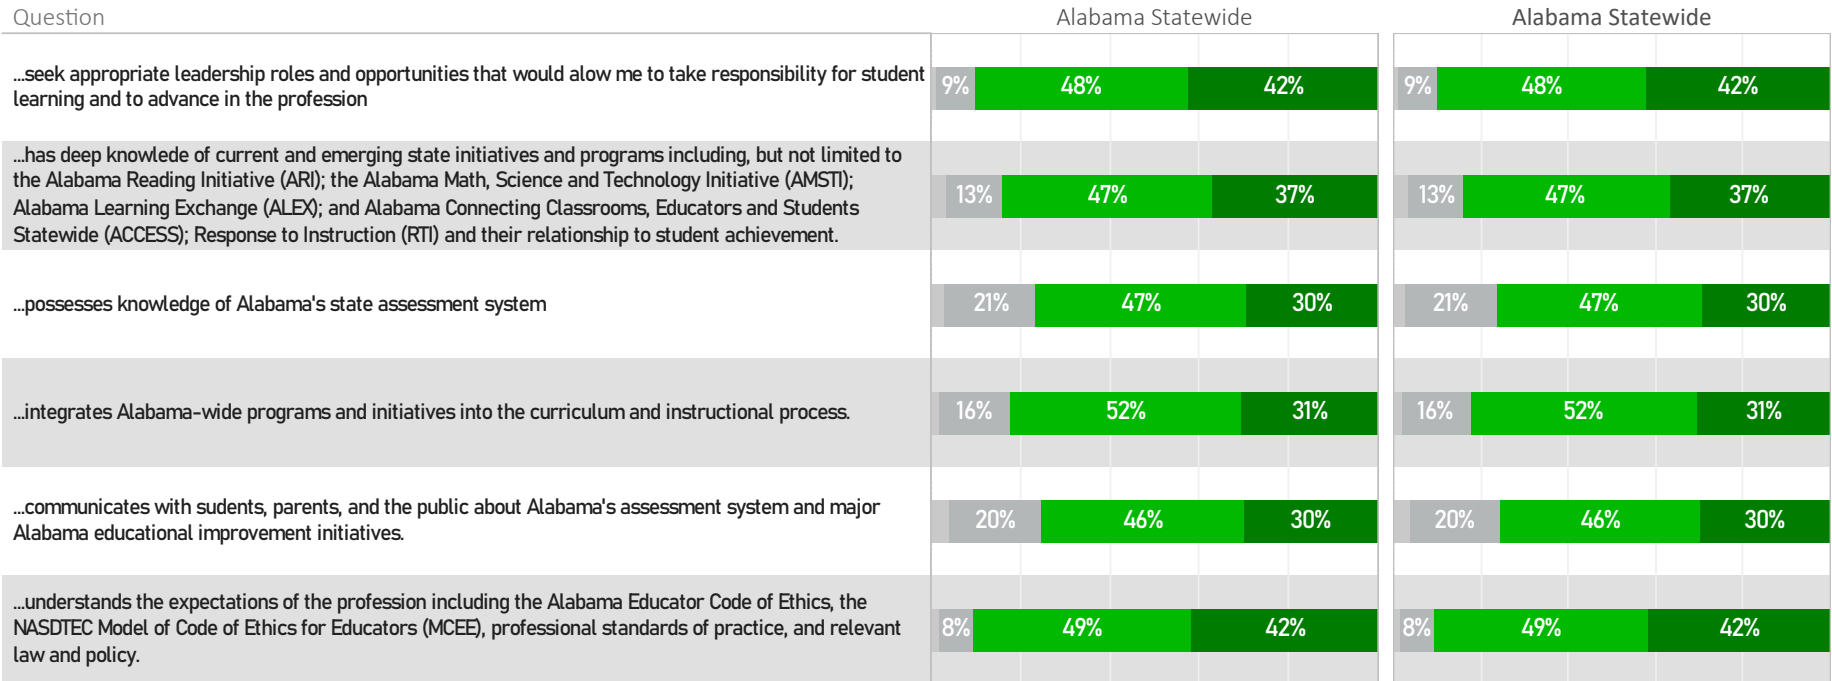 Question Alabama Statewide Alabama Statewide
...seek appropriate leadership roles and opportunities that would alow me to take responsibility for student
learning and to advance in the profession
9% 48% 42% 9% 48% 42%
...has deep knowlede of current and emerging state initiatives and programs including, but not limited to
the Alabama Reading Initiative (ARI); the Alabama Math, Science and Technology Initiative (AMSTI);
Alabama Learning Exchange (ALEX); and Alabama Connecting Classrooms, Educators and Students
Statewide (ACCESS); Response to Instruction (RTI) and their relationship to student achievement.
13% 47% 37% 13% 47% 37%
...possesses knowledge of Alabama's state assessment system
21% 47% 30% 21% 47% 30%
...integrates Alabama-wide programs and initiatives into the curriculum and instructional process.
16% 52% 31% 16% 52% 31%
...communicates with sudents, parents, and the public about Alabama's assessment system and major
Alabama educational improvement initiatives.
20% 46% 30% 20% 46% 30%
...understands the expectations of the profession including the Alabama Educator Code of Ethics, the
NASDTEC Model of Code of Ethics for Educators (MCEE), professional standards of practice, and relevant
law and policy.
8% 49% 42% 8% 49% 42%